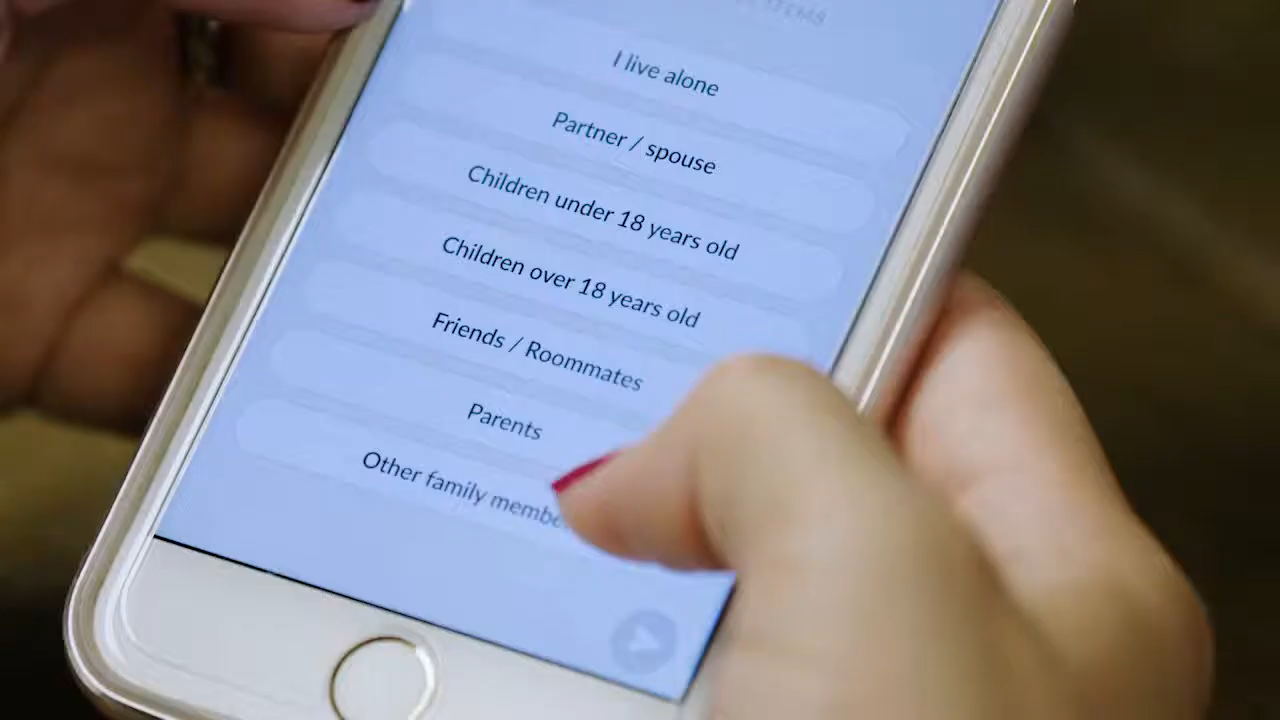 I live alone
Partner / spouse
Children under 18 years old
Children over 18 years old
Friends / Roommates
Parents
Other family